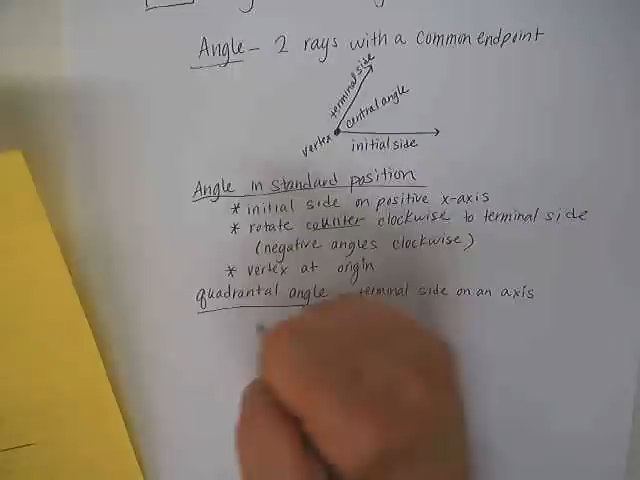 Angle - 2 rays with a common endpoint
terminal side
central angle
vertex
initial side
Angle in standard position
* initial side on positive x-axis
* rotate counter clockwise to terminal side
(negative angles clockwise)
* vertex at origin
quadrantal angle terminal side on an axis